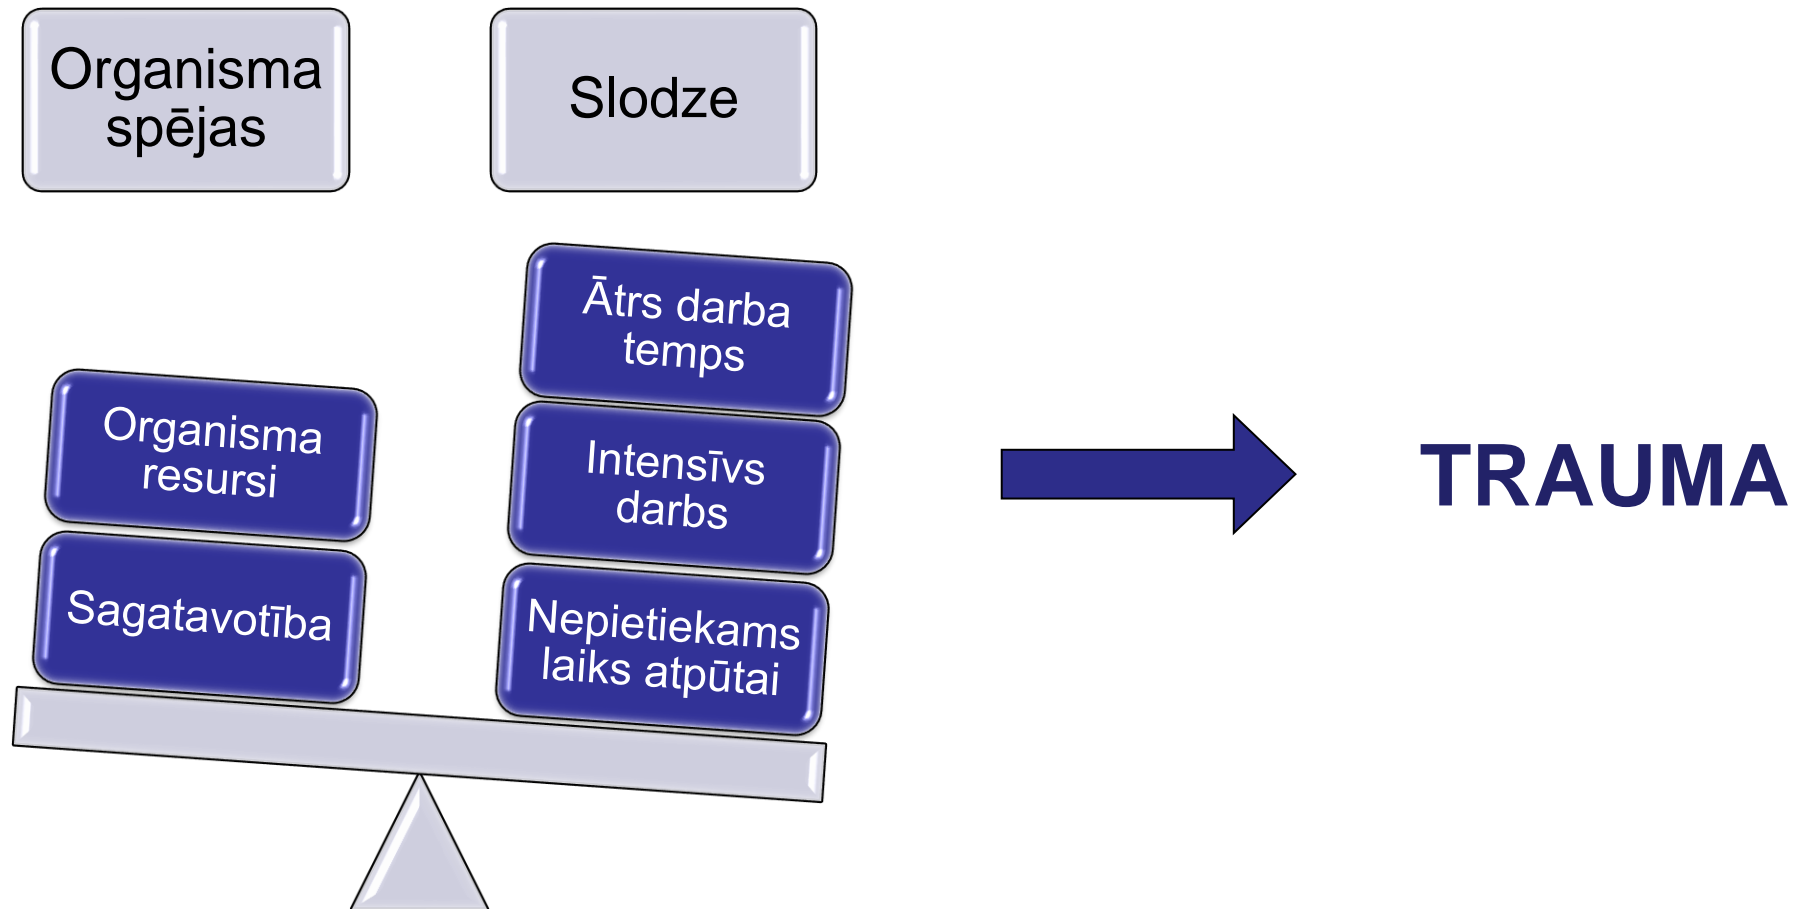 Organisma
spējas
Slodze
Organisma
resursi
Sagatavotība
Ātrs darba
temps
Intensīvs
darbs
Nepietiekams
laiks atpūtai
TRAUMA